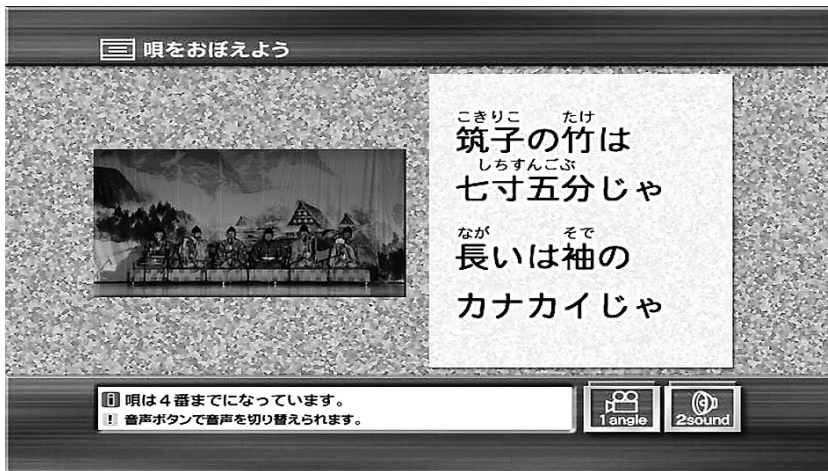 唄をおぼえよう
こきりこ たけ
筑子の竹は
しちすんごぶ
七寸五分じゃ
なが そで
長いは袖の
カナカイじゃ
唄は4番までになっています。
音声ボタンで音声を切り替えられます。
1angle
2sound